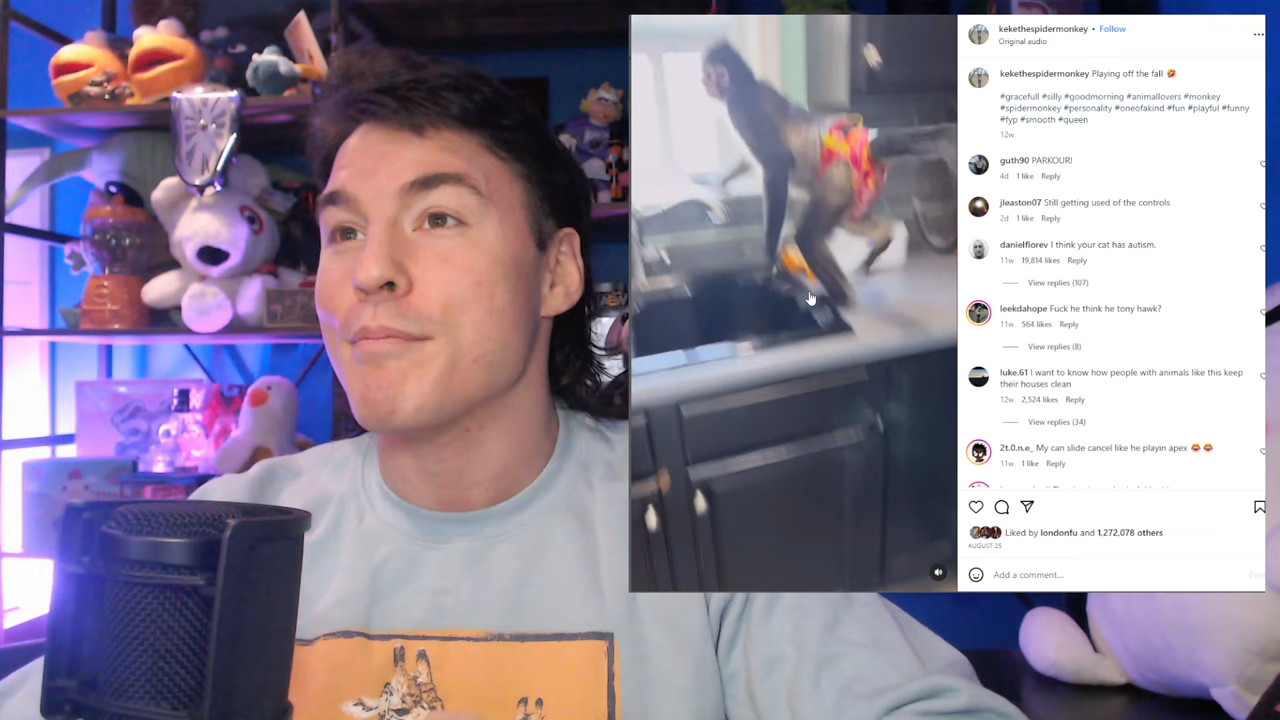 kekethespidermonkey • Follow
Original audio
kekethespidermonkey Playing off the fall 🤣
#gracefull #silly #goodmorning #animallovers #monkey
#spidermonkey #personality #oneofakind #fun #playful #funny
#fyp #smooth #queen
12w
guth90 PARKOUR!
4d 1 like Reply
jleaston07 Still getting used of the controls
2d 1 like Reply
danielflorev I think your cat has autism.
11w 19,814 likes Reply
View replies (107)
leekdahope Fuck he think he tony hawk?
11w 564 likes Reply
View replies (8)
luke.61 I want to know how people with animals like this keep
their houses clean
12w 2,524 likes Reply
View replies (34)
2t.0.n.e_ My can slide cancel like he playin apex 😂 😂
11w 1 like Reply
Liked by londonfu and 1,272,078 others
AUGUST 25
Add a comment...